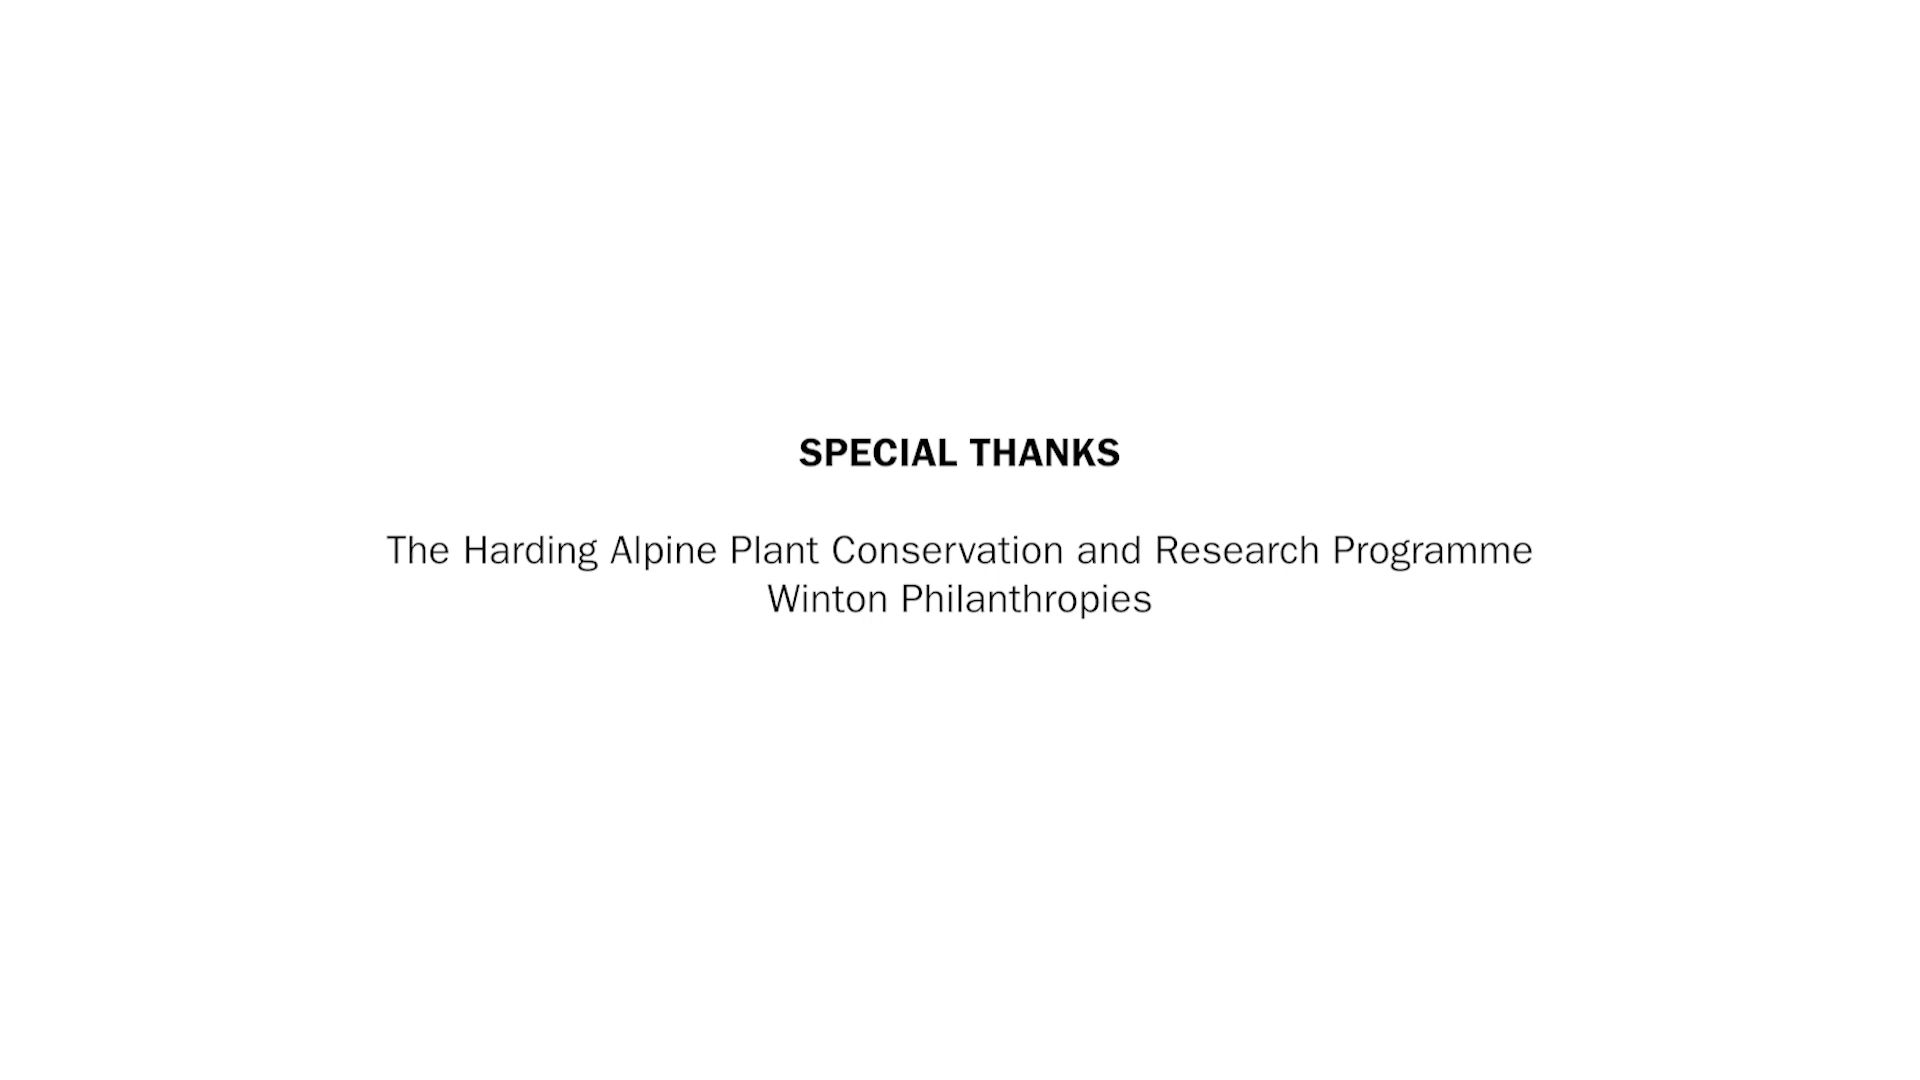 SPECIAL THANKS
The Harding Alpine Plant Conservation and Research Programme
Winton Philanthropies